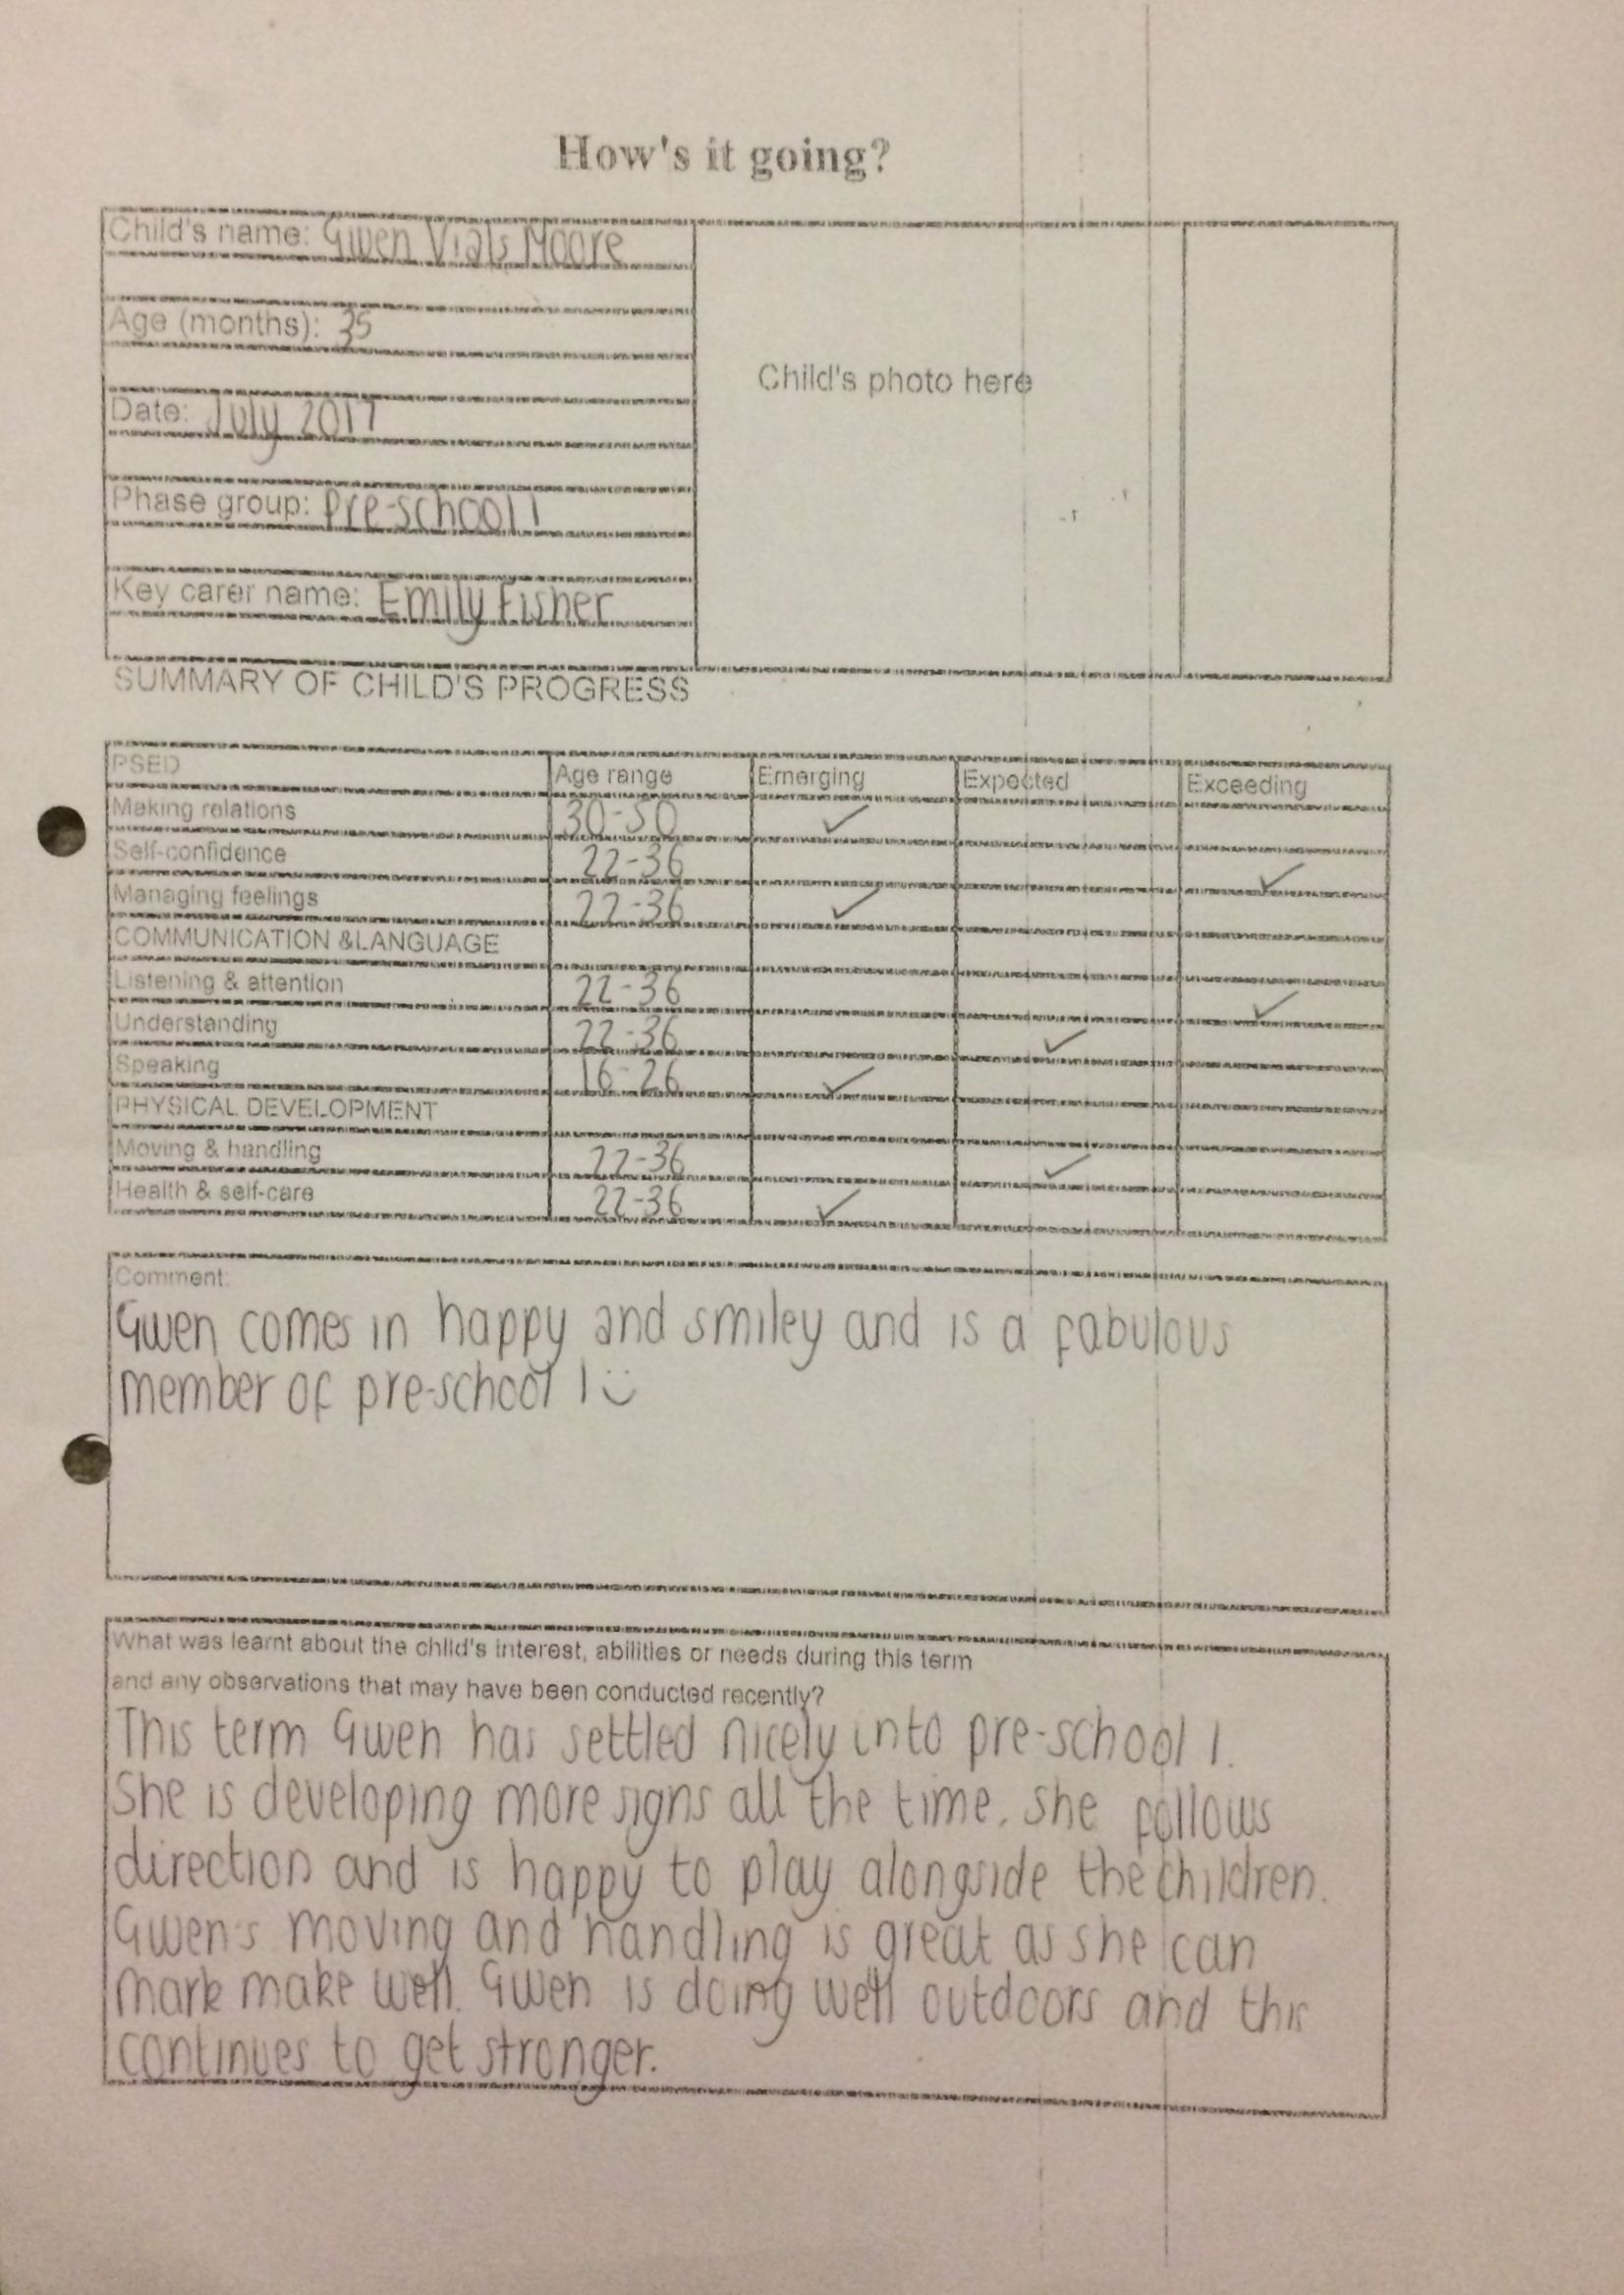 How's it going?
Child's name: Gwen Vials Moore
Age (months): 35
Child's photo here
Date: July 2017
Phase group: Pre-school 1
Key carer name: Emily Fisher
SUMMARY OF CHILD'S PROGRESS
PSED Age range Emerging Expected Exceeding
Making relations 30-50 ✓
Self-confidence 22-36 ✓
Managing feelings 22-36 ✓
COMMUNICATION &LANGUAGE
Listening & attention 22-36 ✓
Understanding 22-36 ✓
Speaking 16-26 ✓
PHYSICAL DEVELOPMENT
Moving & handling 22-36 ✓
Health & self-care 22-36 ✓
Comment:
Gwen comes in happy and smiley and is a fabulous
member of pre-school 1
What was learnt about the child's interest, abilities or needs during this term
and any observations that may have been conducted recently?
This term Gwen has settled nicely into pre-school 1.
She is developing more signs all the time. She follows
direction and is happy to play alongside the children.
Gwen's moving and handling is great as she can
mark make well. Gwen is doing well outdoors and this
continues to get stronger.